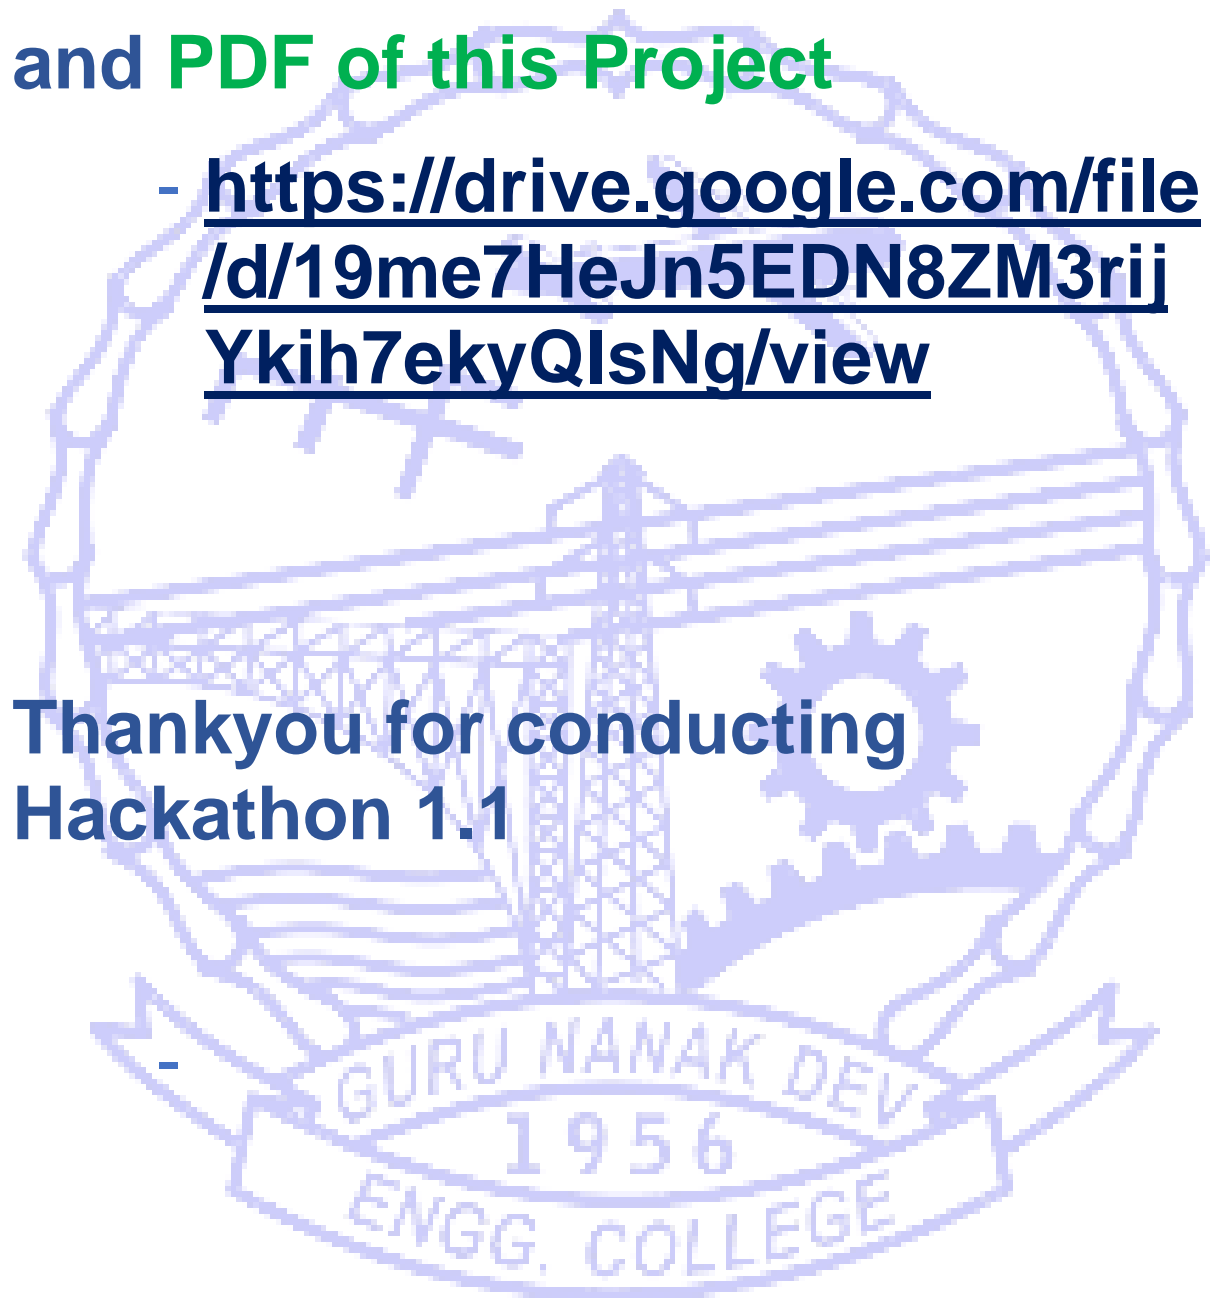 and PDF of this Project
- https://drive.google.com/file
/d/19me7HeJn5EDN8ZM3rij
Ykih7ekyQIsNg/view
Thankyou for conducting
Hackathon 1.1
-
GURU NANAK DEV
1956
ENGG. COLLEGE